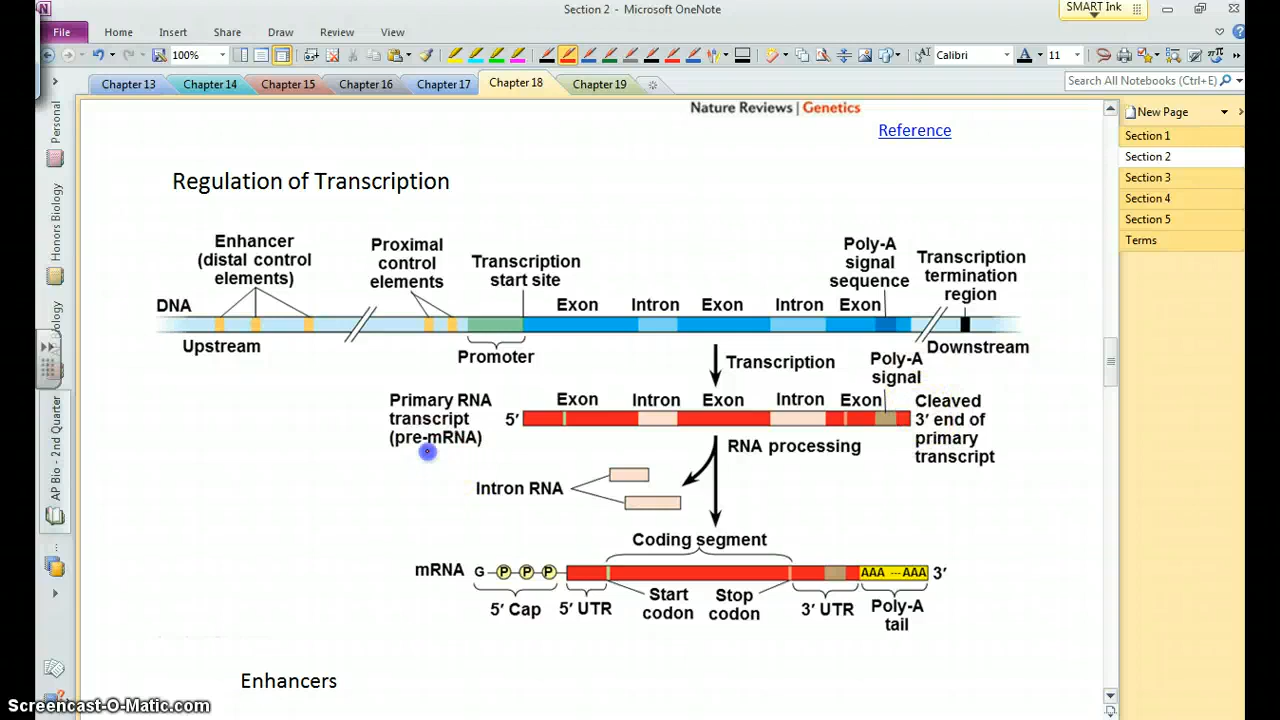 Section 2 - Microsoft OneNote
SMART Ink
File Home Insert Share Draw Review View
100%
Calibri
11
Chapter 13 Chapter 14 Chapter 15 Chapter 16 Chapter 17 Chapter 18 Chapter 19
Search All Notebooks (Ctrl+E)
Personal
Honors Biology
AP Bio - 2nd Quarter
New Page
Section 1
Section 2
Section 3
Section 4
Section 5
Terms
Nature Reviews | Genetics
Reference
Regulation of Transcription
Enhancer
(distal control
elements)
Proximal
control
elements
Transcription
start site
Poly-A
signal
sequence
Transcription
termination
region
DNA
Exon Intron Exon Intron Exon
Upstream
Promoter
Downstream
Transcription
Poly-A
signal
Primary RNA
transcript
(pre-mRNA)
5′
Exon Intron Exon Intron Exon
Cleaved
3′ end of
primary
transcript
RNA processing
Intron RNA
Coding segment
mRNA G P P P AAA ··· AAA 3′
5′ Cap
5′ UTR
Start
codon
Stop
codon
3′ UTR
Poly-A
tail
Enhancers
Screencast-O-Matic.com